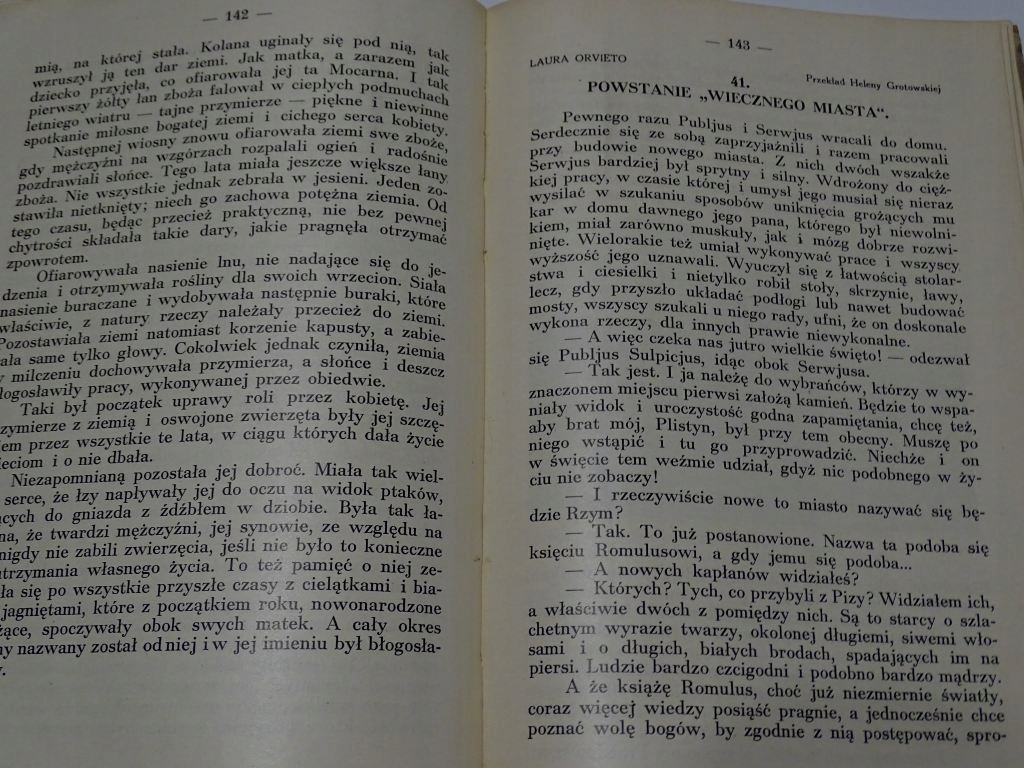 — 142 —
mią, na której stała. Kolana uginały się pod nią, tak
wzruszył ją ten dar ziemi. Jak matka, a zarazem jak
dziecko przyjęła, co ofiarowała jej ta Mocarna. I tak
pierwszy żółty łan zboża falował w ciepłych podmuchach
letniego wiatru — tajne przymierze — piękne i niewinne
spotkanie miłosne bogatej ziemi i cichego serca kobiety.
Następnej wiosny znowu ofiarowała ziemi swe zboże,
gdy mężczyźni na wzgórzach rozpalali ogień i radośnie
pozdrawiali słońce. Tego lata miała jeszcze większe łany
zboża. Nie wszystkie jednak zebrała w jesieni. Jeden zo-
stawiła nietknięty; niech go zachowa potężna ziemia. Od
tego czasu, będąc przecież praktyczną, nie bez pewnej
chytrości składała takie dary, jakie pragnęła otrzymać
zpowrotem.
Ofiarowywała nasienie lnu, nie nadające się do je-
dzenia i otrzymywała rośliny dla swoich wrzecion. Siała
nasienie buraczane i wydobywała następnie buraki, które
właściwie, z natury rzeczy należały przecież do ziemi.
Pozostawiała ziemi natomiast korzenie kapusty, a zabie-
ała same tylko głowy. Cokolwiek jednak czyniła, ziemia
milczeniu dochowywała przymierza, a słońce i deszcz
łogosławiły pracy, wykonywanej przez obiedwie.
Taki był początek uprawy roli przez kobietę. Jej
zymierze z ziemią i oswojone zwierzęta były jej szczę-
iem przez wszystkie te lata, w ciągu których dała życie
ieciom i o nie dbała.
Niezapomnianą pozostała jej dobroć. Miała tak wiel-
serce, że łzy napływały jej do oczu na widok ptaków,
cych do gniazda z źdźbłem w dziobie. Była tak ła-
na, że twardzi mężczyźni, jej synowie, ze względu na
nigdy nie zabili zwierzęcia, jeśli nie było to konieczne
utrzymania własnego życia. To też pamięć o niej ze-
ła się po wszystkie przyszłe czasy z cielątkami i bia-
jagniętami, które z początkiem roku, nowonarodzone
żące, spoczywały obok swych matek. A cały okres
ny nazwany został od niej i w jej imieniu był błogosła-
— 143 —
LAURA ORVIETO
Przekład Heleny Grotowskiej
41.
POWSTANIE „WIECZNEGO MIASTA“.
Pewnego razu Publjus i Serwjus wracali do domu.
Serdecznie się ze sobą zaprzyjaźnili i razem pracowali
przy budowie nowego miasta. Z nich dwóch wszakże
Serwjus bardziej był sprytny i silny. Wdrożony do cięż-
kiej pracy, w czasie której i umysł jego musiał się nieraz
wysilać w szukaniu sposobów uniknięcia grożących mu
kar w domu dawnego jego pana, którego był niewolni-
kiem, miał zarówno muskuły, jak i mózg dobrze rozwi-
nięte. Wielorakie też umiał wykonywać prace i wszyscy
wyższość jego uznawali. Wyuczył się z łatwością stolar-
stwa i ciesielki i nietylko robił stoły, skrzynie, ławy,
lecz, gdy przyszło układać podłogi lub nawet budować
mosty, wszyscy szukali u niego rady, ufni, że on doskonale
wykona rzeczy, dla innych prawie niewykonalne.
— A więc czeka nas jutro wielkie święto! — odezwał
się Publjus Sulpicjus, idąc obok Serwjusa.
— Tak jest. I ja należę do wybrańców, którzy w wy-
znaczonem miejscu pierwsi założą kamień. Będzie to wspa-
niały widok i uroczystość godna zapamiętania, chcę też,
aby brat mój, Plistyn, był przy tem obecny. Muszę po
niego wstąpić i tu go przyprowadzić. Niechże i on
w święcie tem weźmie udział, gdyż nic podobnego w ży-
ciu nie zobaczy!
— I rzeczywiście nowe to miasto nazywać się bę-
dzie Rzym?
— Tak. To już postanowione. Nazwa ta podoba się
księciu Romulusowi, a gdy jemu się podoba...
— A nowych kapłanów widziałeś?
— Których? Tych, co przybyli z Pizy? Widziałem ich,
a właściwie dwóch z pomiędzy nich. Są to starcy o szla-
chetnym wyrazie twarzy, okolonej długiemi, siwemi wło-
sami i o długich, białych brodach, spadających im na
piersi. Ludzie bardzo czcigodni i podobno bardzo mądrzy.
A że książę Romulus, choć już niezmiernie światły,
coraz więcej wiedzy posiąść pragnie, a jednocześnie chce
poznać wolę bogów, by zgodnie z nią postępować, spro-